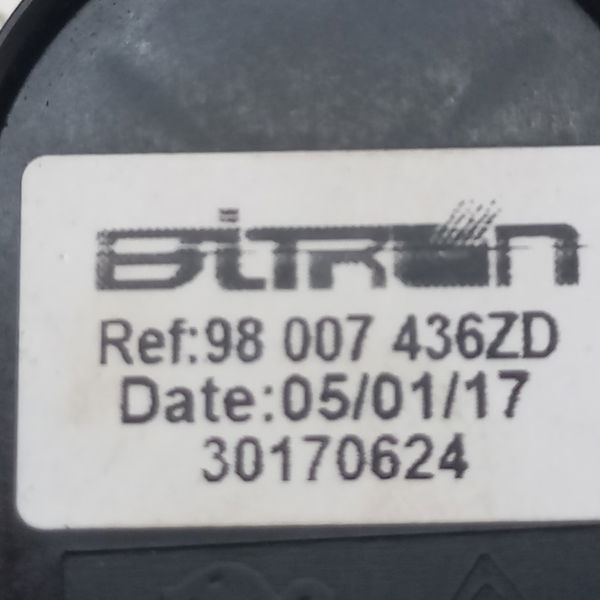 BITRON
Ref:98 007 436ZD
Date:05/01/17
30170624